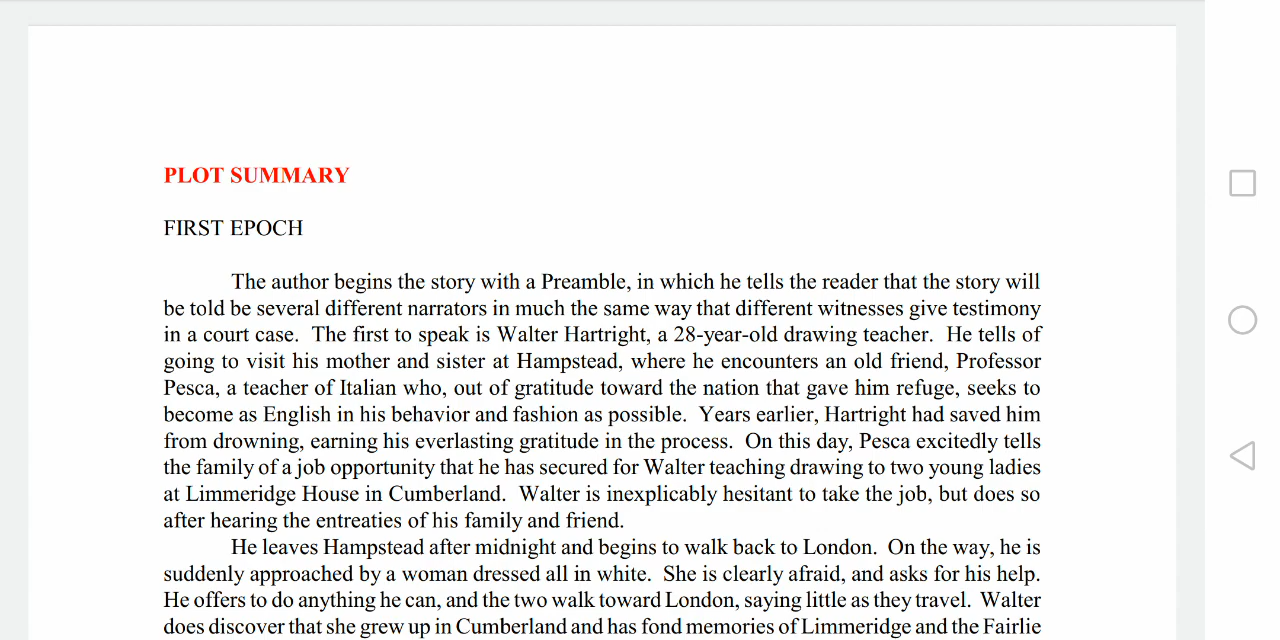 PLOT SUMMARY
FIRST EPOCH
The author begins the story with a Preamble, in which he tells the reader that the story will
be told be several different narrators in much the same way that different witnesses give testimony
in a court case.  The first to speak is Walter Hartright, a 28-year-old drawing teacher.  He tells of
going to visit his mother and sister at Hampstead, where he encounters an old friend, Professor
Pesca, a teacher of Italian who, out of gratitude toward the nation that gave him refuge, seeks to
become as English in his behavior and fashion as possible.  Years earlier, Hartright had saved him
from drowning, earning his everlasting gratitude in the process.  On this day, Pesca excitedly tells
the family of a job opportunity that he has secured for Walter teaching drawing to two young ladies
at Limmeridge House in Cumberland.  Walter is inexplicably hesitant to take the job, but does so
after hearing the entreaties of his family and friend.
He leaves Hampstead after midnight and begins to walk back to London.  On the way, he is
suddenly approached by a woman dressed all in white.  She is clearly afraid, and asks for his help.
He offers to do anything he can, and the two walk toward London, saying little as they travel.  Walter
does discover that she grew up in Cumberland and has fond memories of Limmeridge and the Fairlie